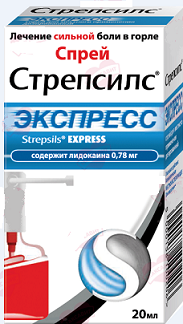 Лечение сильной боли в горле
Спрей
Стрепсилс®
ЭКСПРЕСС
Strepsils® EXPRESS
содержит лидокаина 0,78 мг
20мл